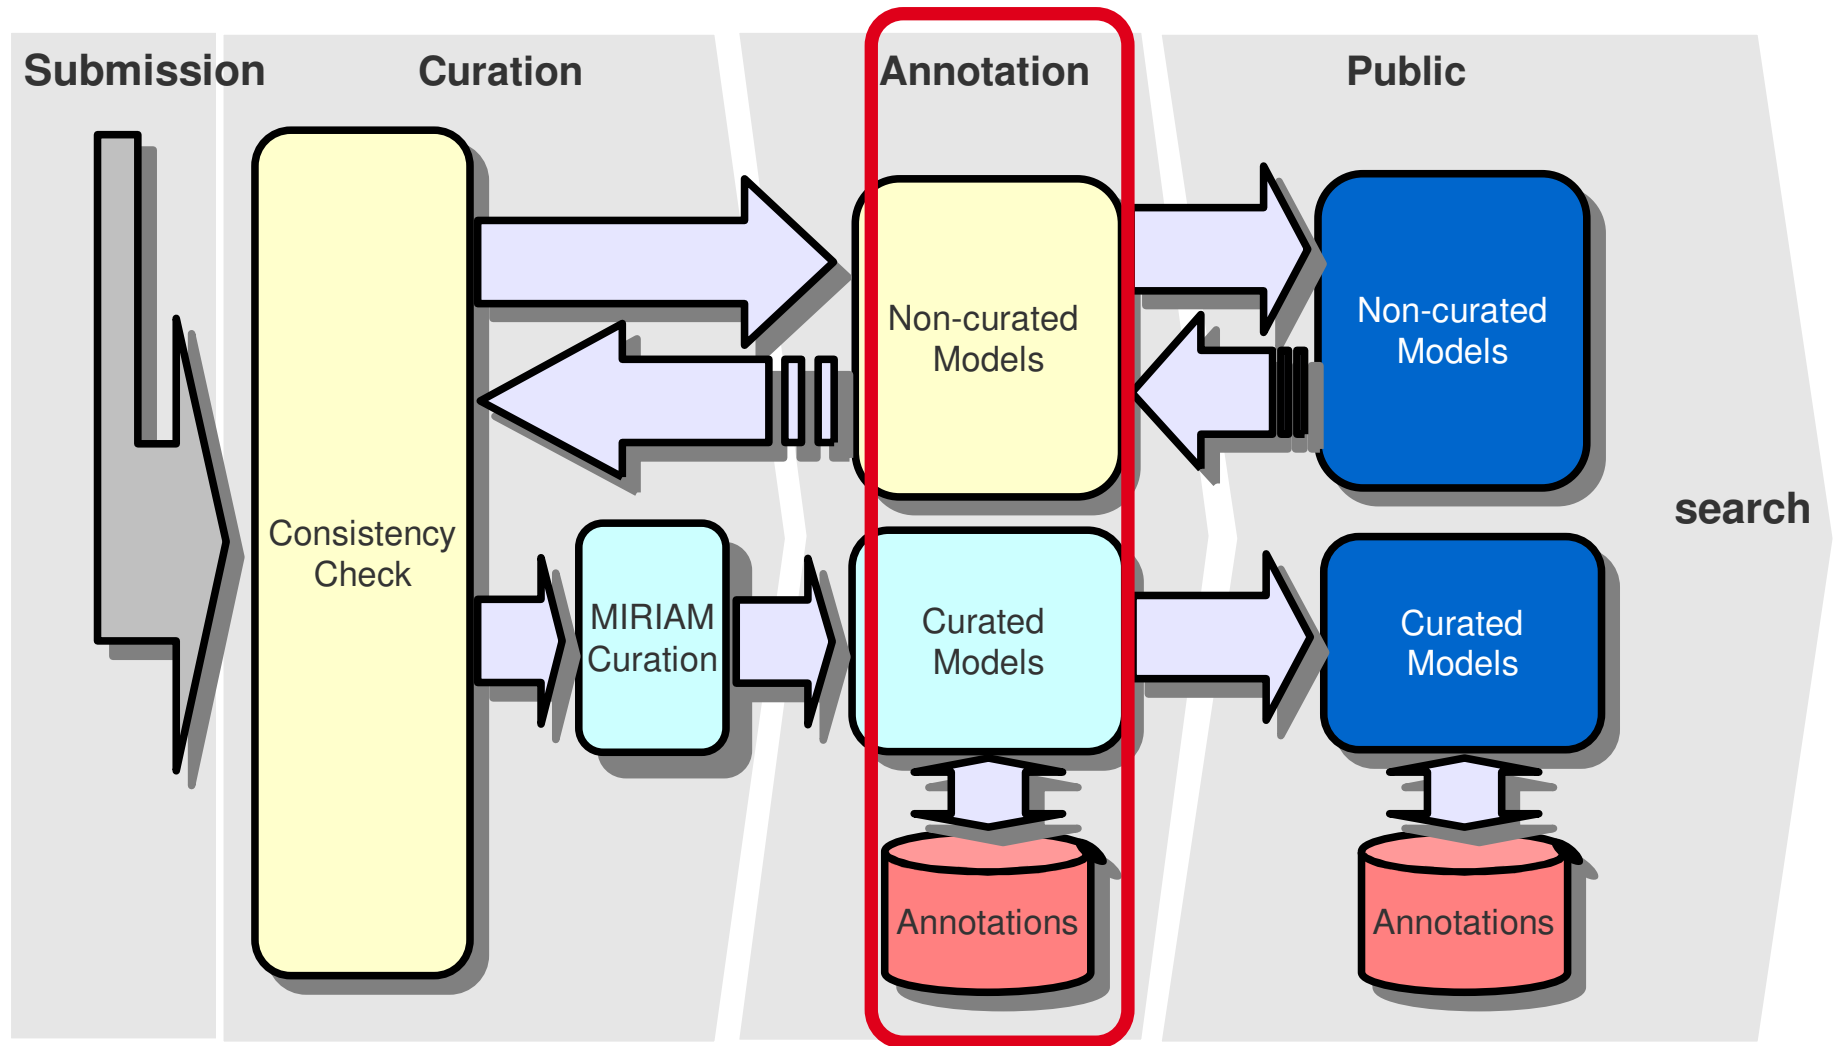 Submission
Curation
Annotation
Public
Non-curated
Models
Non-curated
Models
search
Consistency
Check
MIRIAM
Curation
Curated
Models
Curated
Models
Annotations
Annotations